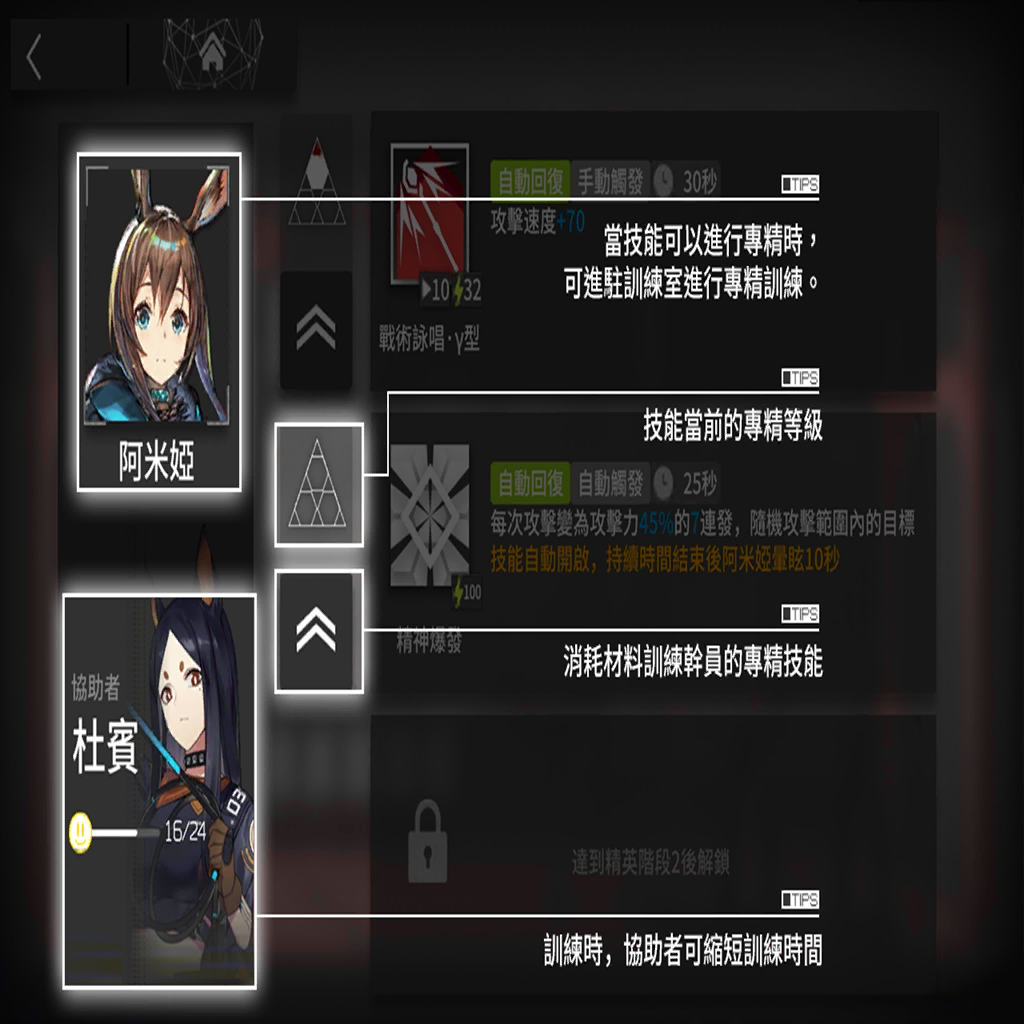 阿米婭
自動回復 手動觸發 30秒
攻擊速度+70
10 32
戰術詠唱·γ型
TIPS
當技能可以進行專精時，
可進駐訓練室進行專精訓練。
TIPS
技能當前的專精等級
自動回復 自動觸發 25秒
每次攻擊變為攻擊力45%的7連發，隨機攻擊範圍內的目標
技能自動開啟，持續時間結束後阿米婭暈眩10秒
100
精神爆發
TIPS
消耗材料訓練幹員的專精技能
協助者
杜賓
16/24
03
達到精英階段2後解鎖
TIPS
訓練時，協助者可縮短訓練時間